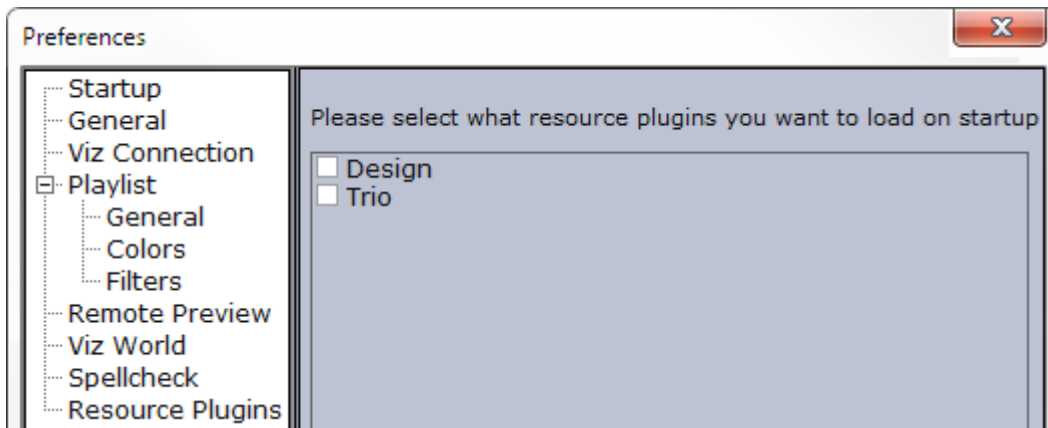 Preferences
Startup
General
Viz Connection
Playlist
General
Colors
Filters
Remote Preview
Viz World
Spellcheck
Resource Plugins
Please select what resource plugins you want to load on startup
Design
Trio